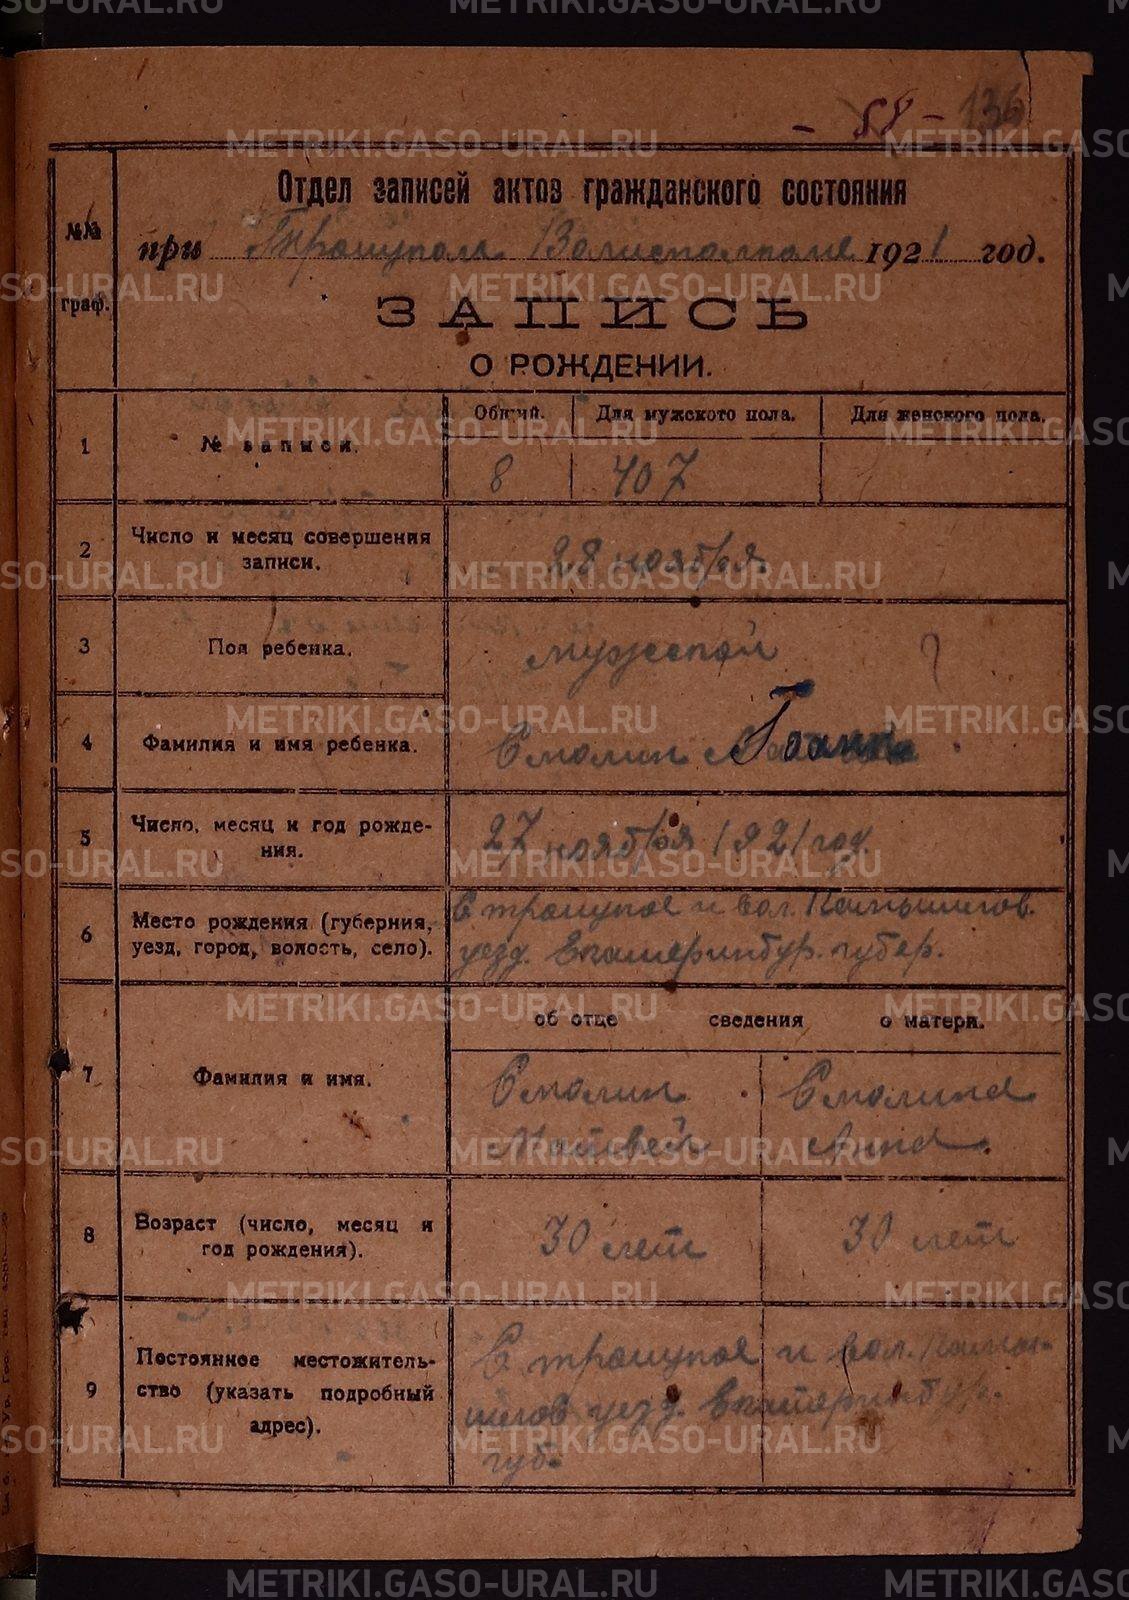 - 58 - 136
Отдел записей актов гражданского состояния
№№ граф.
при Троицком Волисполкоме 1921 год.
ЗАПИСЬ
О РОЖДЕНИИ.
1 № записи. Общий. Для мужского пола. Для женского пола.
8 407
2 Число и месяц совершения записи. 28 ноября.
3 Пол ребенка. мужской
4 Фамилия и имя ребенка. Смолин
5 Число, месяц и год рождения. 27 ноября 1921 год.
6 Место рождения (губерния, уезд, город, волость, село). С. и вол. Камышлов.
уезд. Екатеринбур. губер.
об отце сведения о матери.
7 Фамилия и имя. Смолин Смолина
Матвей Анна.
8 Возраст (число, месяц и год рождения). 30 лет 30 лет
9 Постоянное местожительство (указать подробный адрес). С. и вол. Камыш-
лов уезд. Екатеринбур.
губ.
METRIKI.GASO-URAL.RU